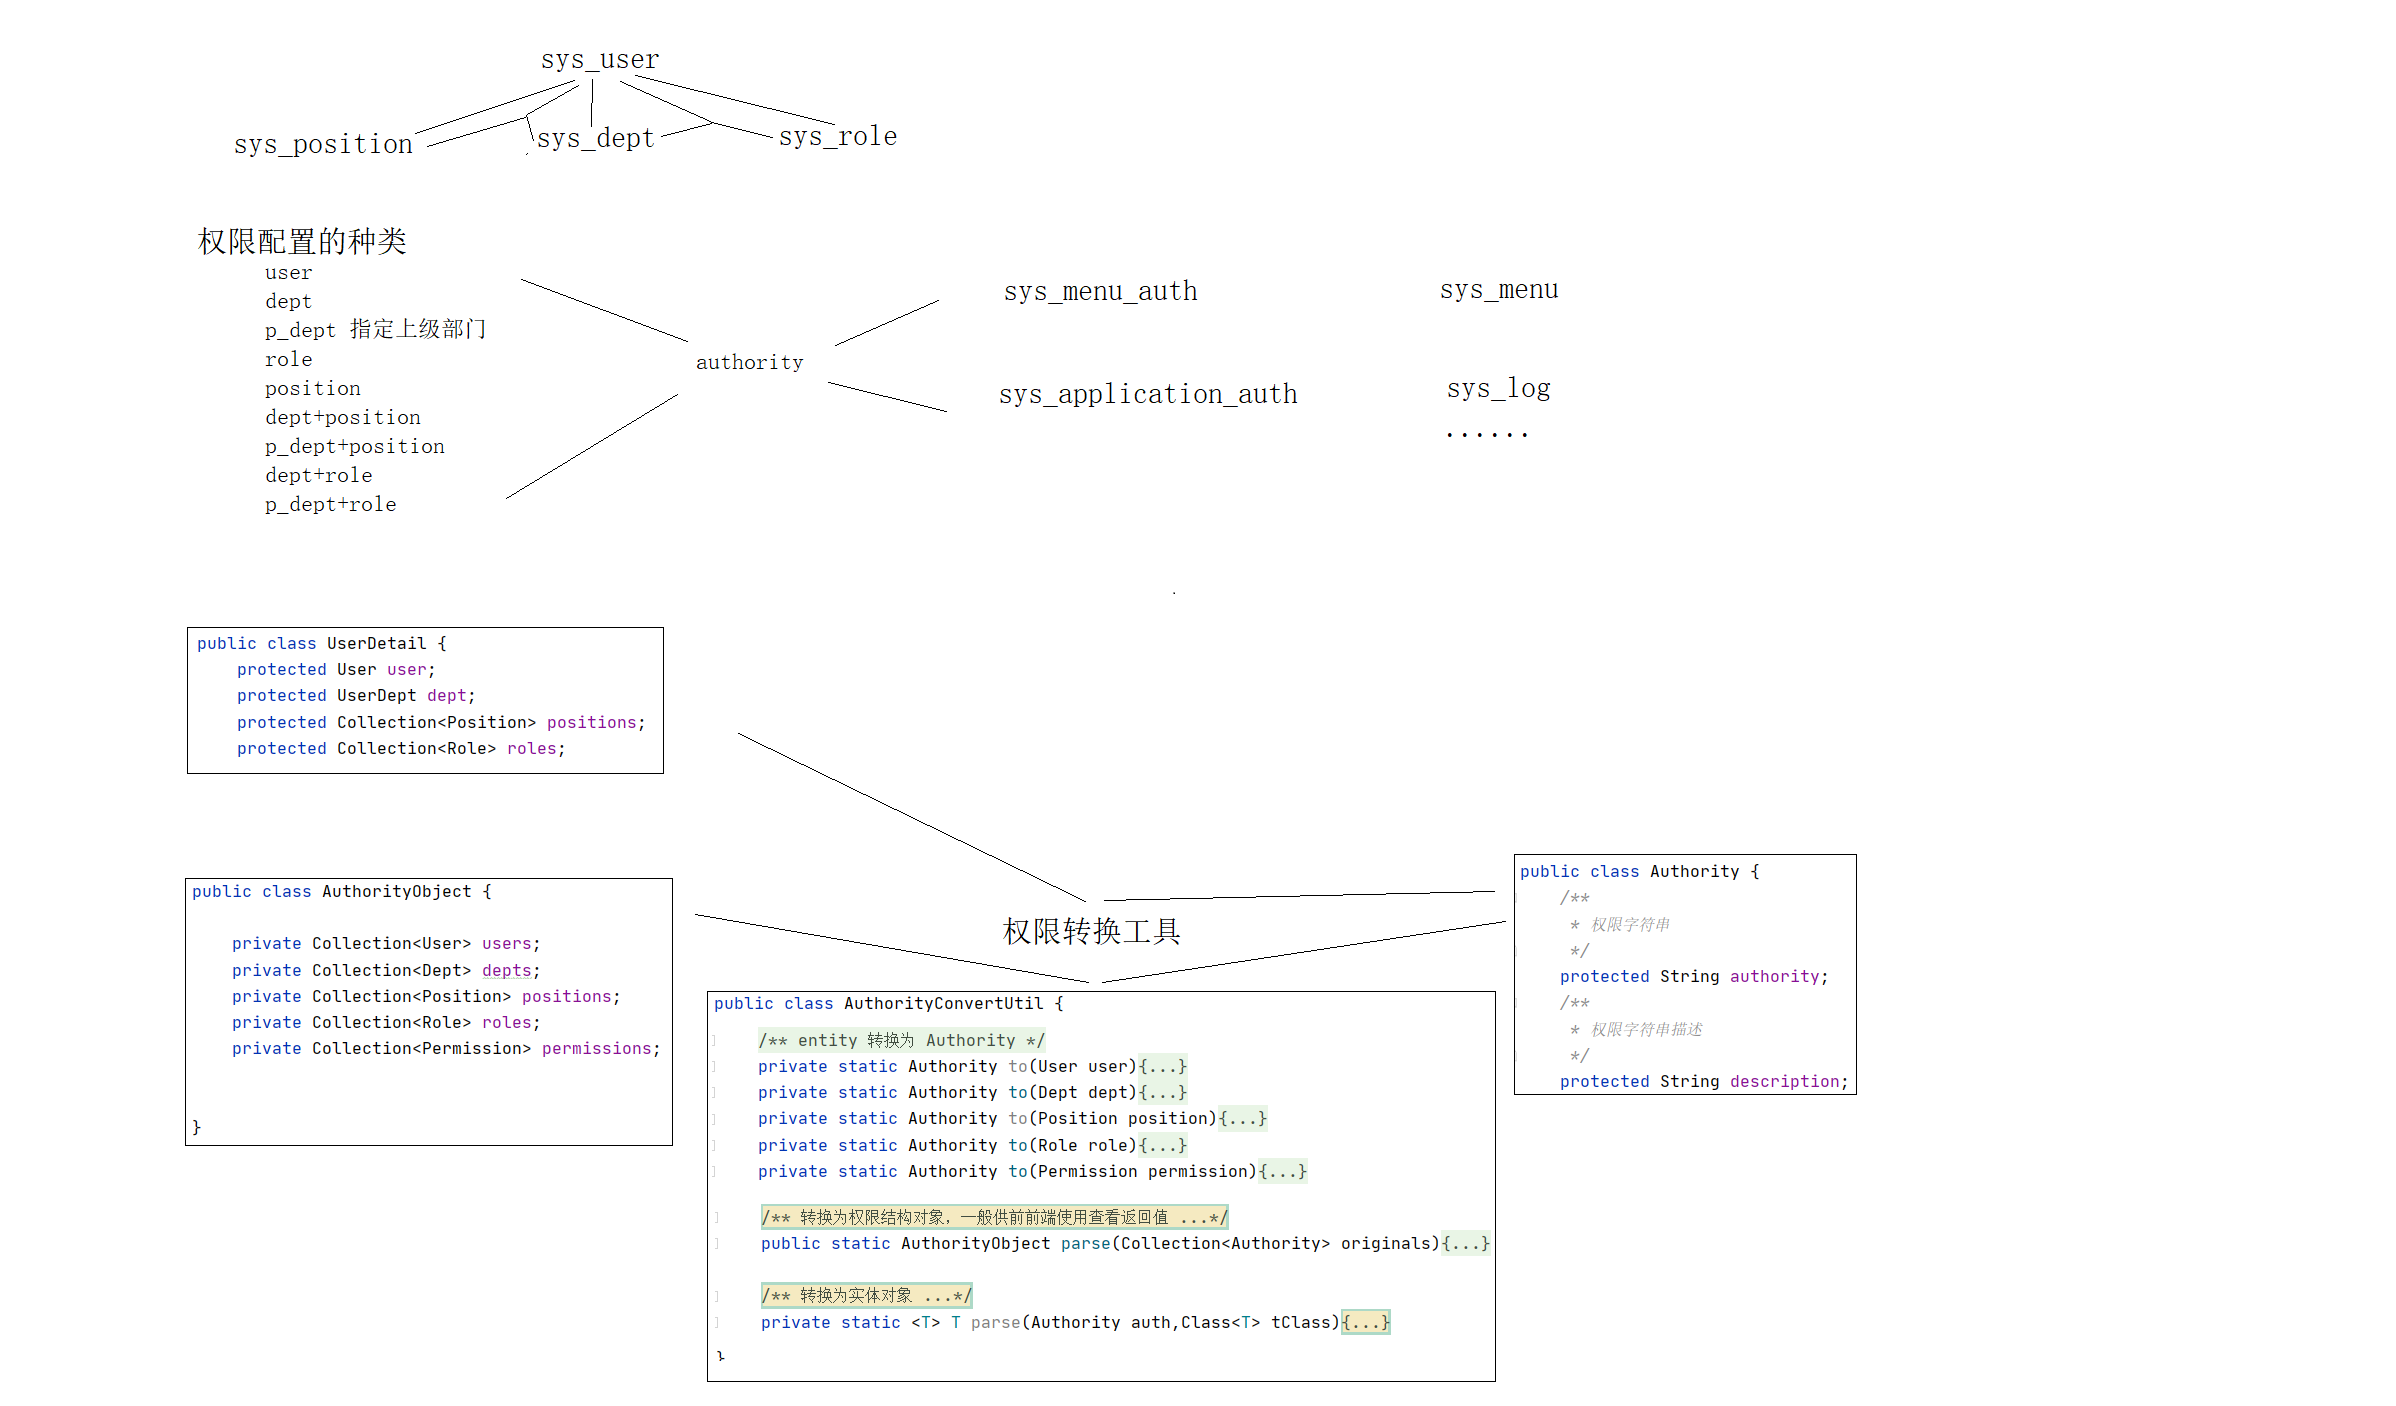 sys_user
sys_position
sys_dept
sys_role
权限配置的种类
user
dept
p_dept 指定上级部门
role
position
dept+position
p_dept+position
dept+role
p_dept+role
authority
sys_menu_auth
sys_menu
sys_application_auth
sys_log
......
public class UserDetail {
protected User user;
protected UserDept dept;
protected Collection<Position> positions;
protected Collection<Role> roles;
public class AuthorityObject {
private Collection<User> users;
private Collection<Dept> depts;
private Collection<Position> positions;
private Collection<Role> roles;
private Collection<Permission> permissions;
}
权限转换工具
public class AuthorityConvertUtil {
/** entity 转换为 Authority */
private static Authority to(User user){...}
private static Authority to(Dept dept){...}
private static Authority to(Position position){...}
private static Authority to(Role role){...}
private static Authority to(Permission permission){...}
/** 转换为权限结构对象，一般供前前端使用查看返回值 ...*/
public static AuthorityObject parse(Collection<Authority> originals){...}
/** 转换为实体对象 ...*/
private static <T> T parse(Authority auth,Class<T> tClass){...}
}
public class Authority {
/**
* 权限字符串
*/
protected String authority;
/**
* 权限字符串描述
*/
protected String description;